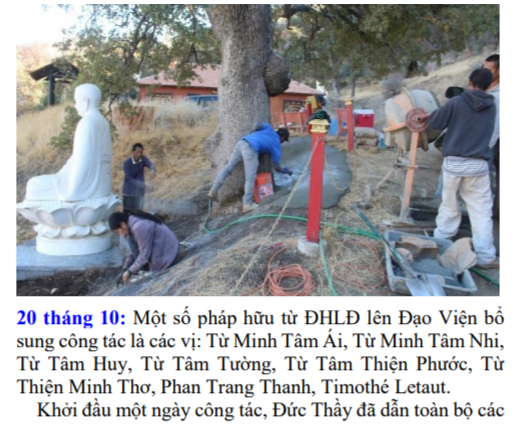 20 tháng 10: Một số pháp hữu từ ĐHLĐ lên Đạo Viện bổ
sung công tác là các vị: Từ Minh Tâm Ái, Từ Minh Tâm Nhi,
Từ Tâm Huy, Từ Tâm Tường, Từ Tâm Thiện Phước, Từ
Thiện Minh Thơ, Phan Trang Thanh, Timothé Letaut.
Khởi đầu một ngày công tác, Đức Thầy đã dẫn toàn bộ các